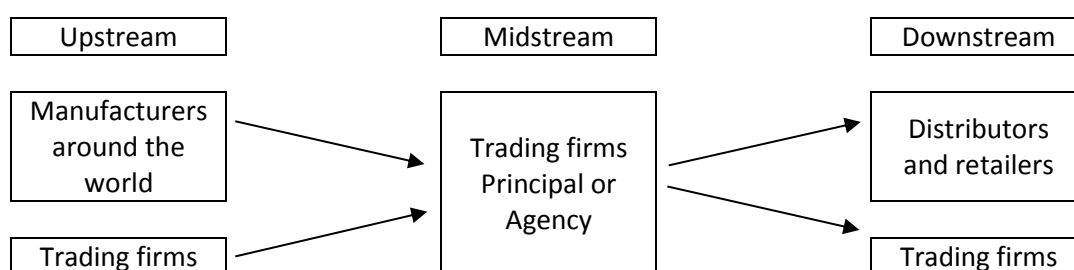 Upstream
Midstream
Downstream
Manufacturers
around the
world
Trading firms
Principal or
Agency
Distributors
and retailers
Trading firms
Trading firms